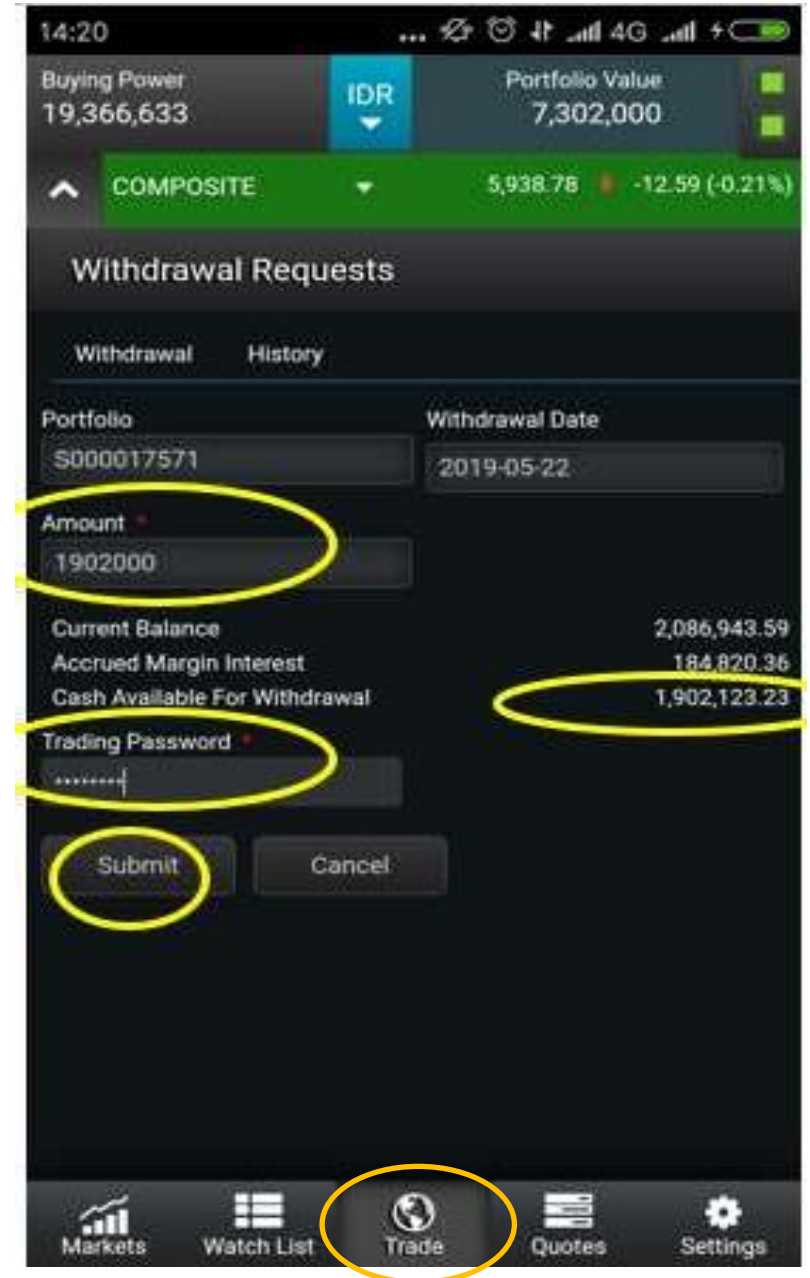 14:20 ... 4G
Buying Power IDR Portfolio Value
19,366,633 7,302,000
COMPOSITE 5,938.78 -12.59 (-0.21%)
Withdrawal Requests
Withdrawal History
Portfolio Withdrawal Date
S000017571 2019-05-22
Amount *
1902000
Current Balance 2,086,943.59
Accrued Margin Interest 184,820.36
Cash Available For Withdrawal 1,902,123.23
Trading Password *
••••••••
Submit Cancel
Markets Watch List Trade Quotes Settings